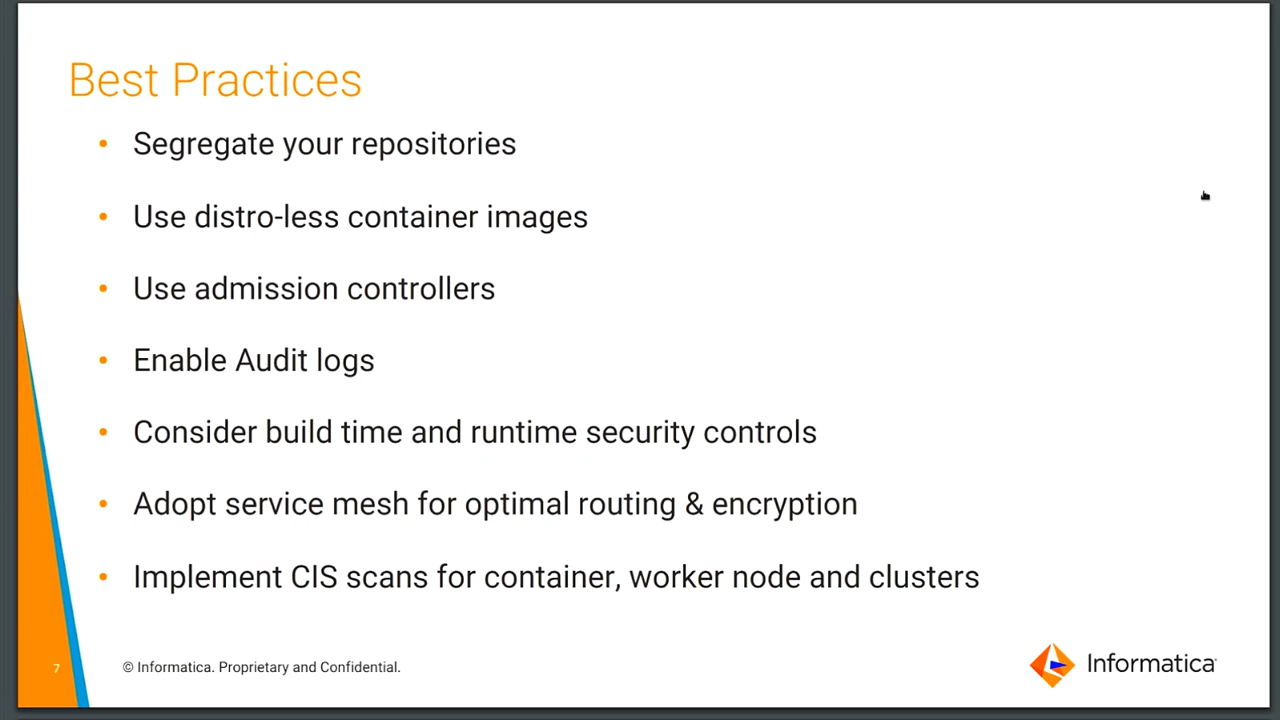 Best Practices
• Segregate your repositories
• Use distro-less container images
• Use admission controllers
• Enable Audit logs
• Consider build time and runtime security controls
• Adopt service mesh for optimal routing & encryption
• Implement CIS scans for container, worker node and clusters
7
© Informatica. Proprietary and Confidential.
Informatica